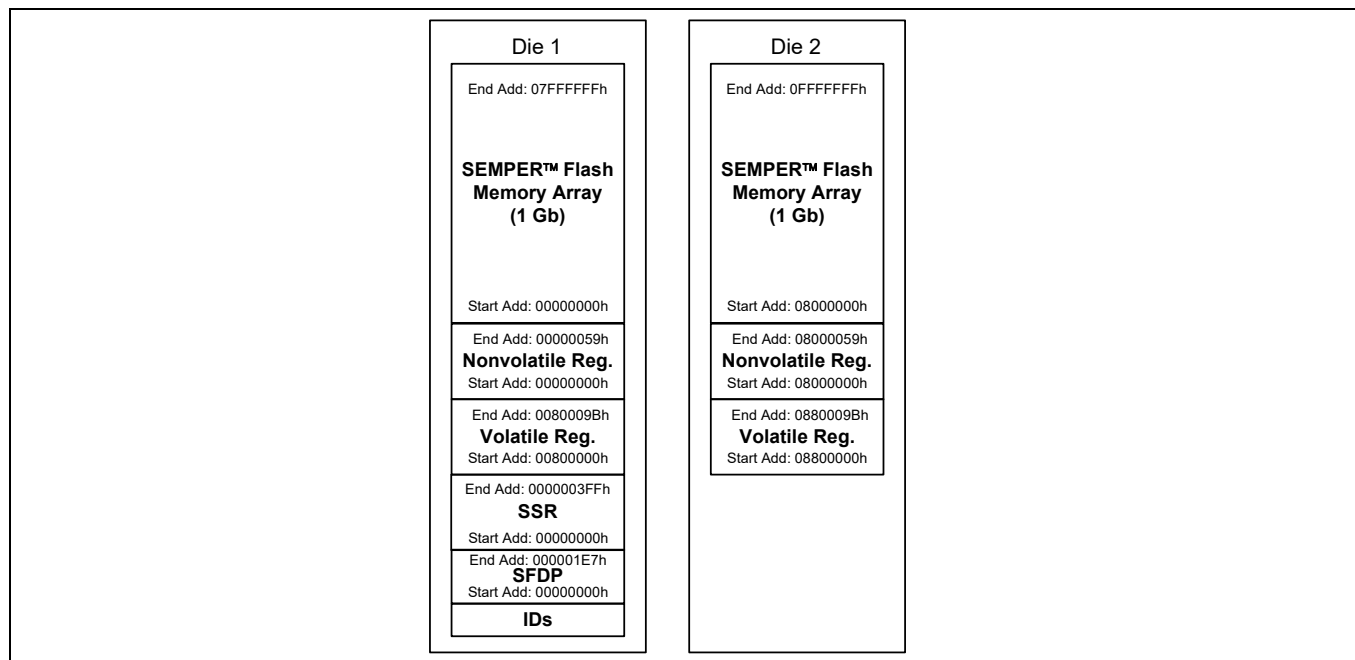 Die 1
End Add: 07FFFFFFh
SEMPER™ Flash
Memory Array
(1 Gb)
Start Add: 00000000h
End Add: 00000059h
Nonvolatile Reg.
Start Add: 00000000h
End Add: 0080009Bh
Volatile Reg.
Start Add: 00800000h
End Add: 0000003FFh
SSR
Start Add: 00000000h
End Add: 000001E7h
SFDP
Start Add: 00000000h
IDs
Die 2
End Add: 0FFFFFFFh
SEMPER™ Flash
Memory Array
(1 Gb)
Start Add: 08000000h
End Add: 08000059h
Nonvolatile Reg.
Start Add: 08000000h
End Add: 0880009Bh
Volatile Reg.
Start Add: 08800000h